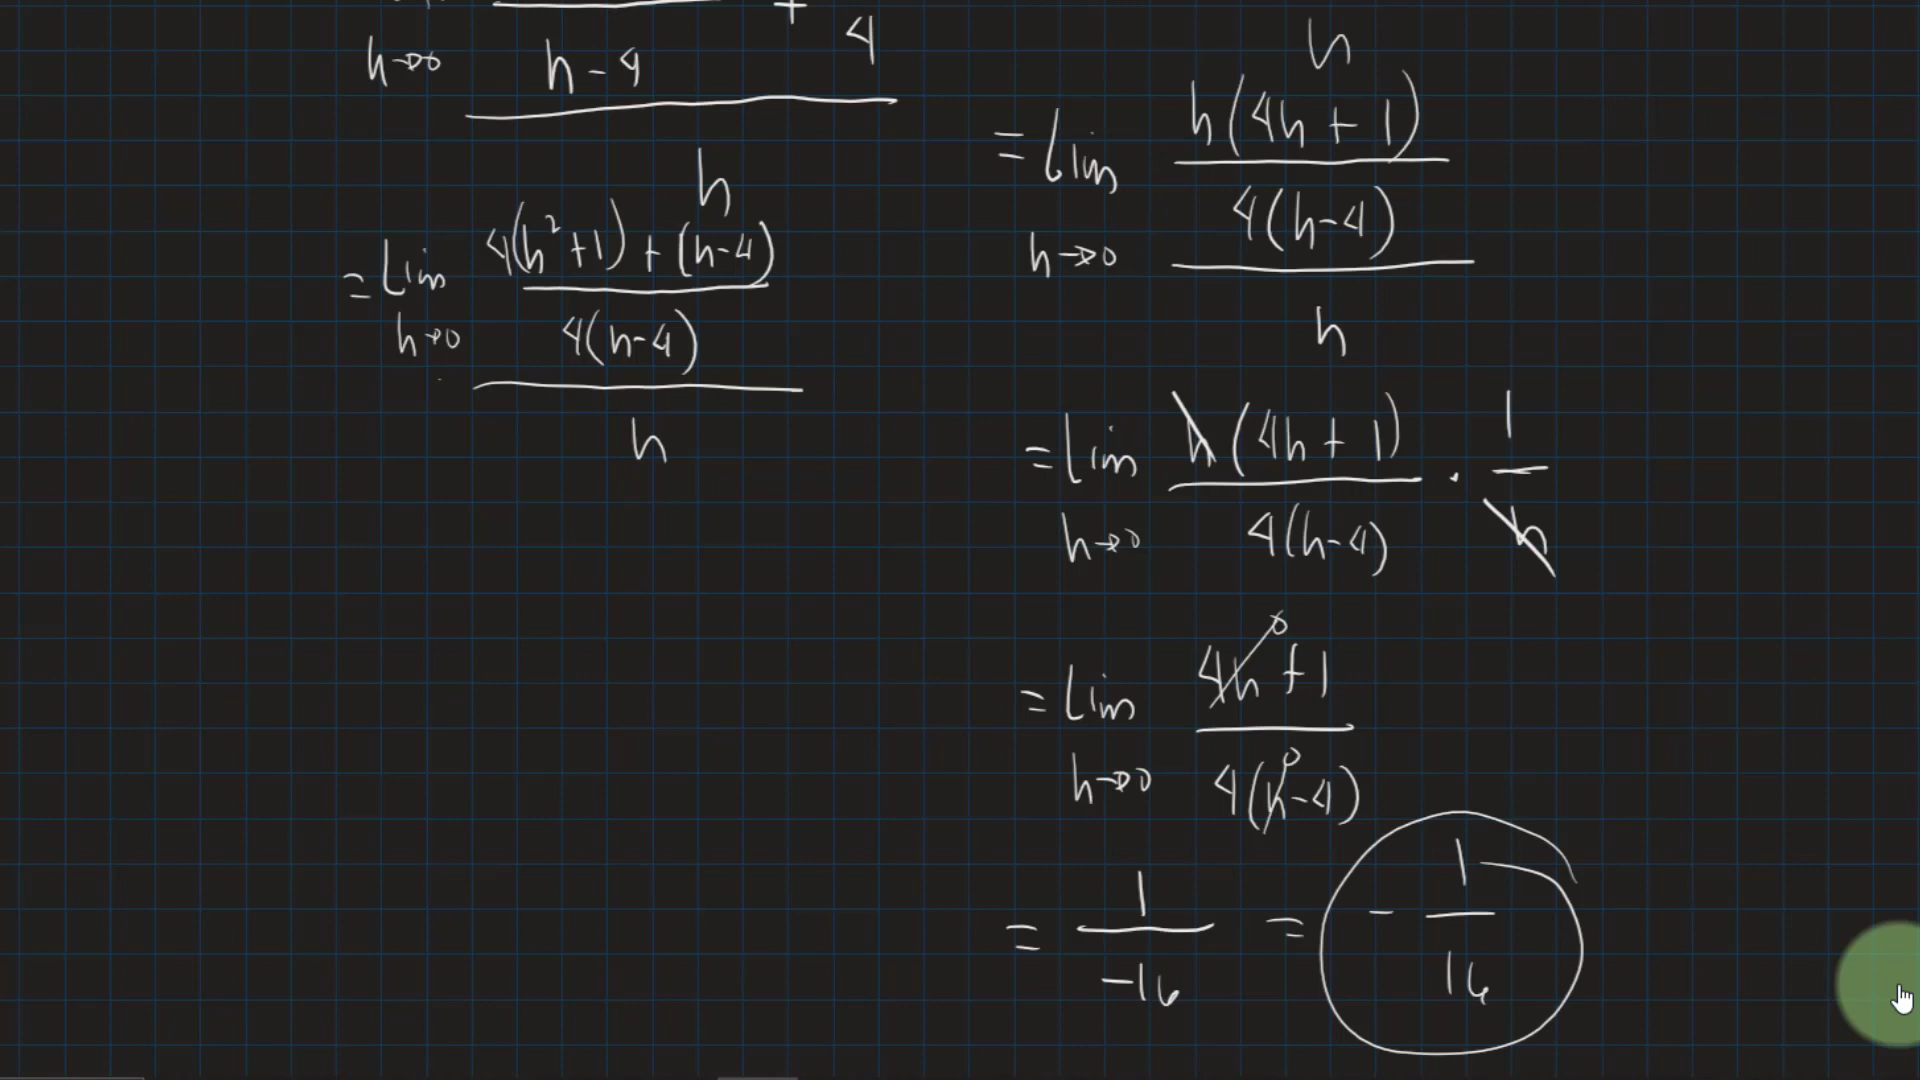 + 4
h→0 h-4
h
= lim 4(h²+1) + (h-4)
h→0 4(h-4)
h
h
= lim h(4h + 1)
h→0 4(h-4)
h
= lim h(4h + 1) · 1
h→0 4(h-4) h
0
= lim 4h + 1
0
h→0 4(h-4)
= 1 = - 1
-16 16